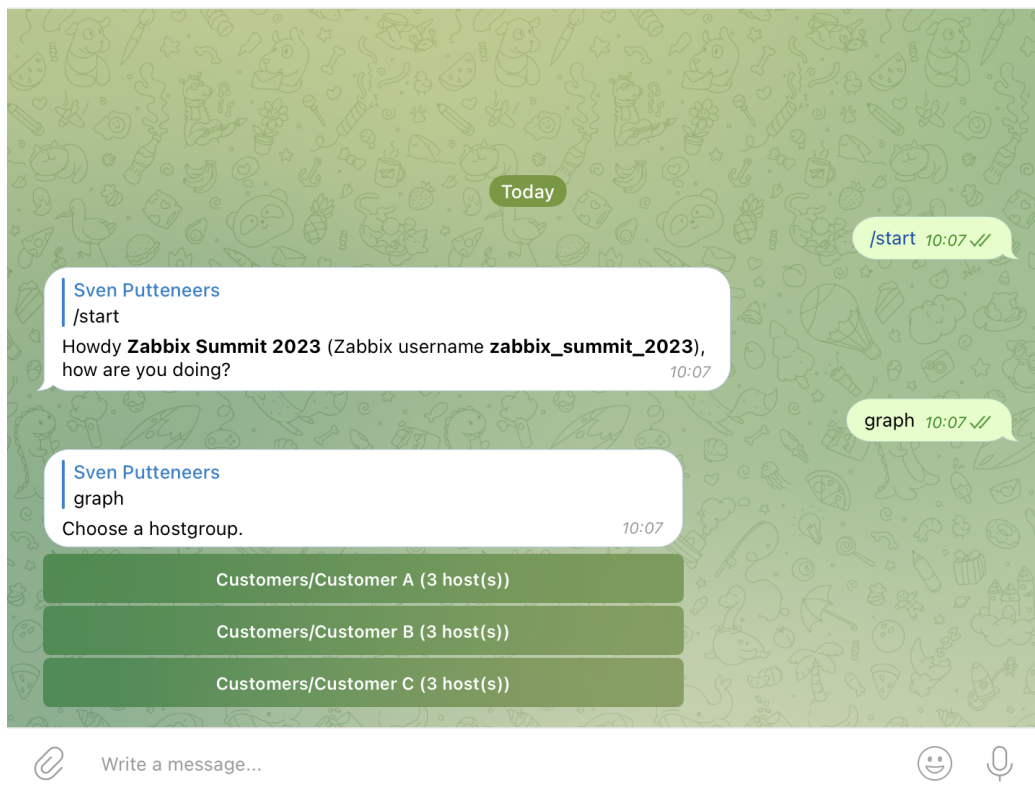 Today
/start 10:07
Sven Putteneers
/start
Howdy Zabbix Summit 2023 (Zabbix username zabbix_summit_2023),
how are you doing? 10:07
graph 10:07
Sven Putteneers
graph
Choose a hostgroup. 10:07
Customers/Customer A (3 host(s))
Customers/Customer B (3 host(s))
Customers/Customer C (3 host(s))
Write a message...